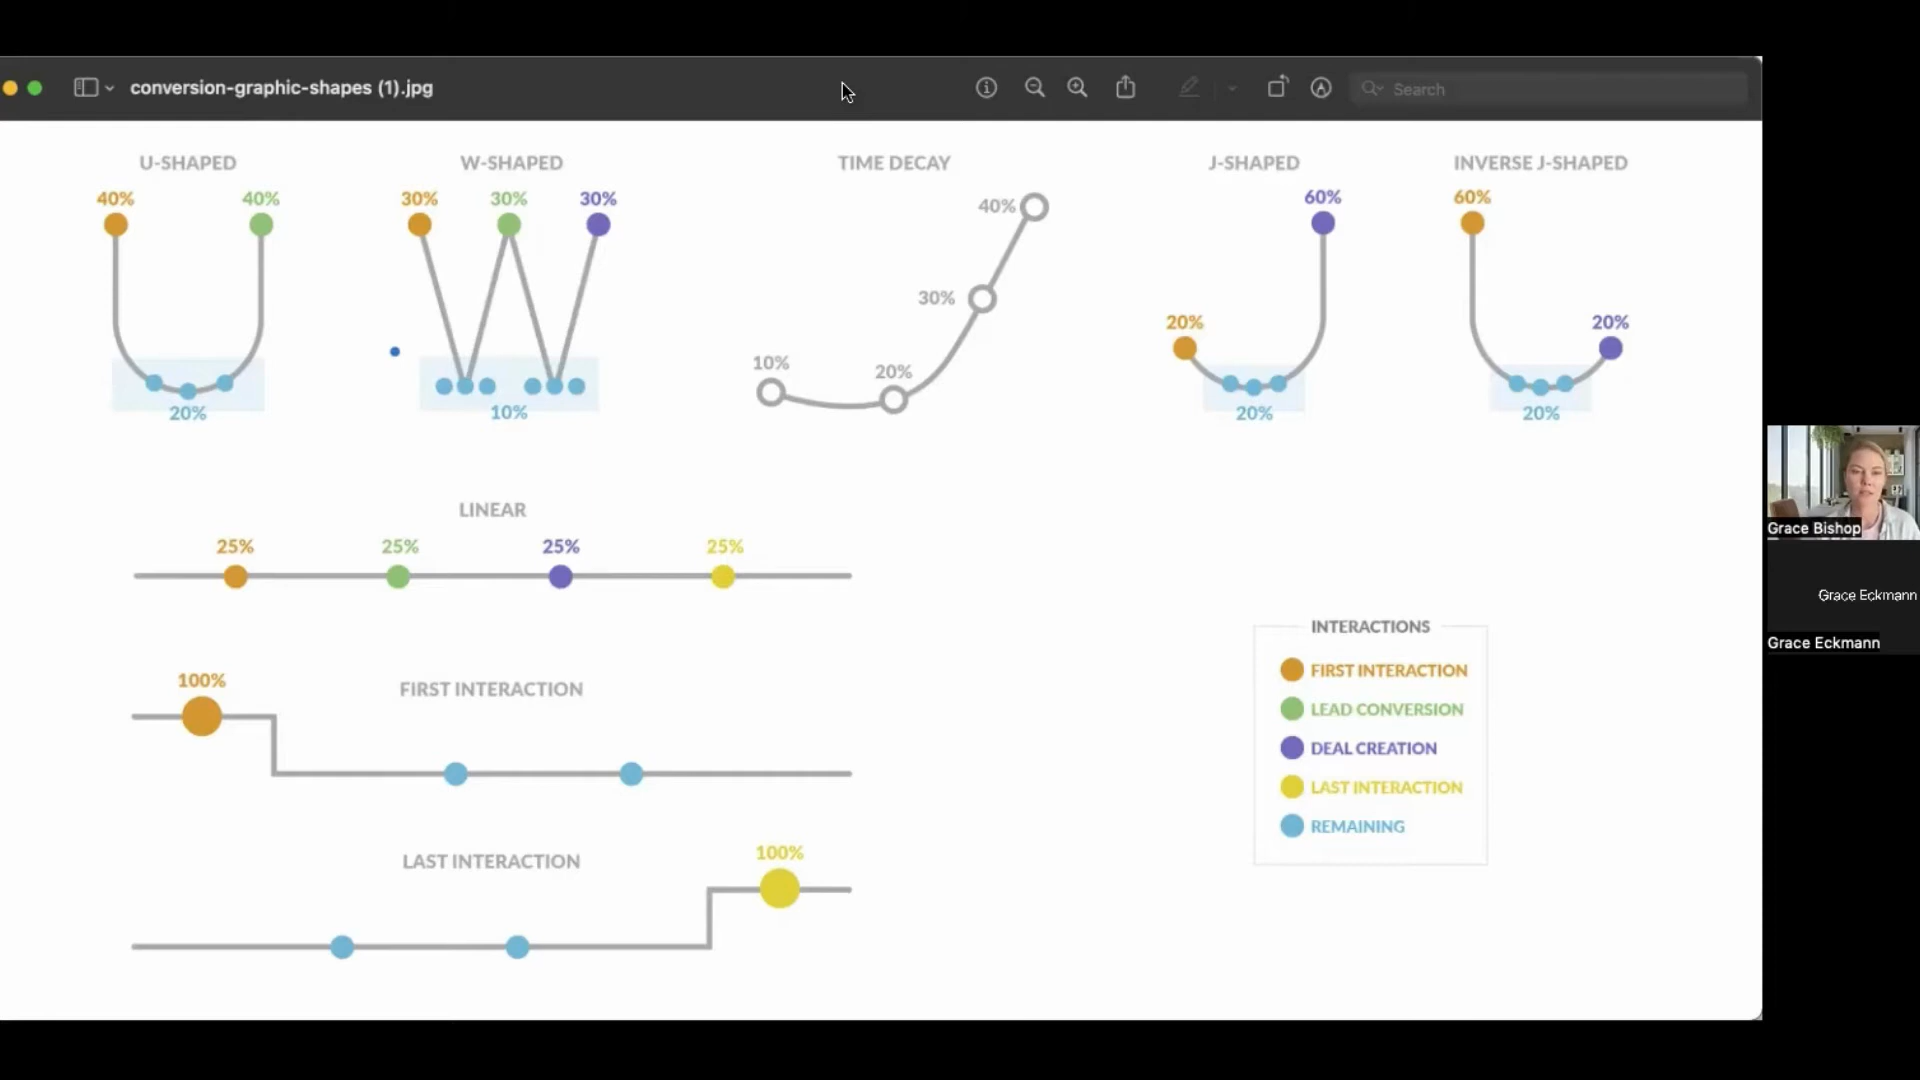 conversion-graphic-shapes (1).jpg
Search
U-SHAPED
40%
40%
20%
W-SHAPED
30%
30%
30%
10%
TIME DECAY
40%
30%
10%
20%
J-SHAPED
60%
20%
20%
INVERSE J-SHAPED
60%
20%
20%
LINEAR
25%
25%
25%
25%
FIRST INTERACTION
100%
LAST INTERACTION
100%
INTERACTIONS
FIRST INTERACTION
LEAD CONVERSION
DEAL CREATION
LAST INTERACTION
REMAINING
Grace Bishop
Grace Eckmann
Grace Eckmann